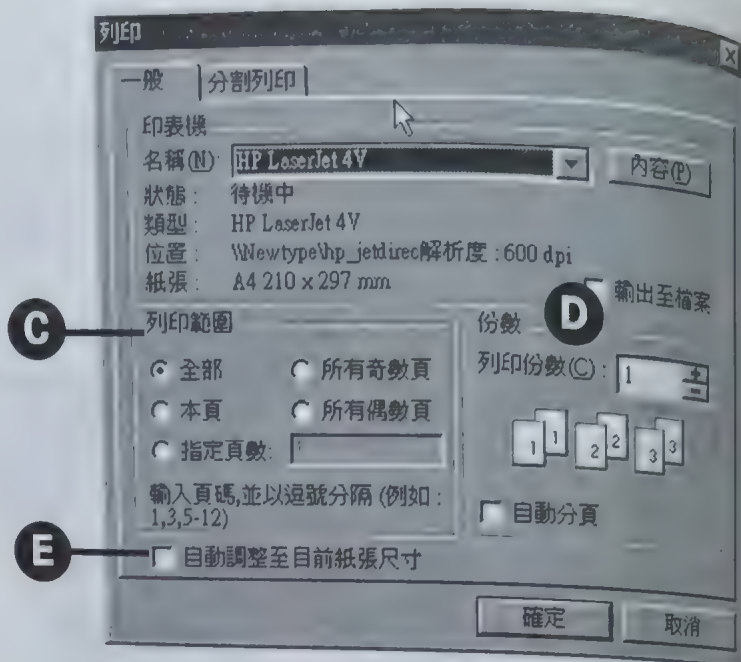 列印
一般 分割列印
印表機
名稱(N): HP LaserJet 4V 內容(P)
狀態: 待機中
類型: HP LaserJet 4V
位置: \\Newtype\hp_jetdirec解析度:600 dpi
紙張: A4 210 x 297 mm
輸出至檔案
C 列印範圍
全部 所有奇數頁
本頁 所有偶數頁
指定頁數:
輸入頁碼,並以逗號分隔 (例如:
1,3,5-12)
份數 D
列印份數(C): 1
1 1 2 2 3 3
自動分頁
E 自動調整至目前紙張尺寸
確定 取消